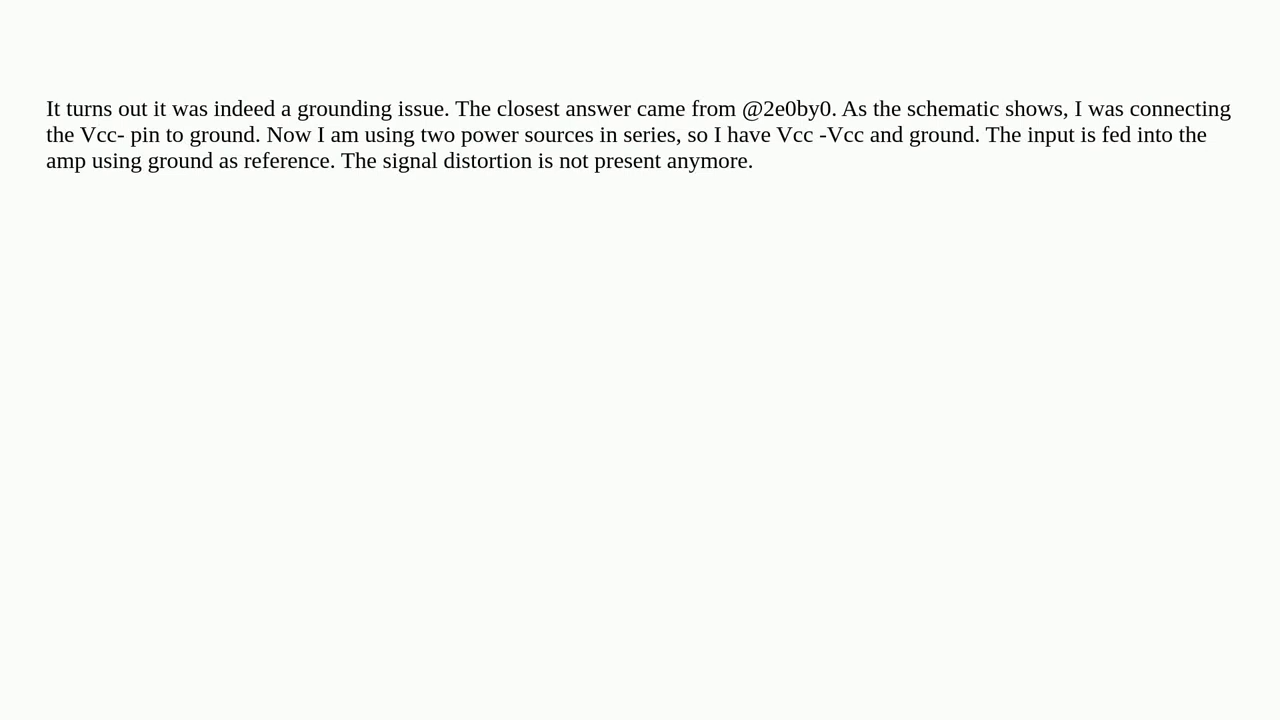 It turns out it was indeed a grounding issue. The closest answer came from @2e0by0. As the schematic shows, I was connecting
the Vcc- pin to ground. Now I am using two power sources in series, so I have Vcc -Vcc and ground. The input is fed into the
amp using ground as reference. The signal distortion is not present anymore.